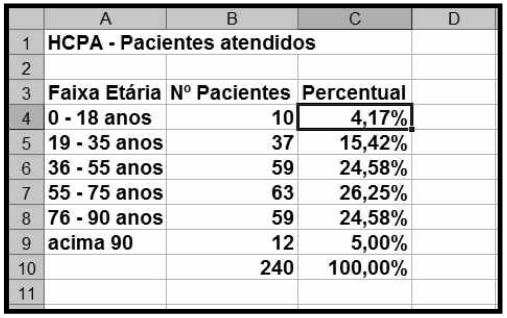 A B C D
1 HCPA - Pacientes atendidos
2
3 Faixa Etária Nº Pacientes Percentual
4 0 - 18 anos 10 4,17%
5 19 - 35 anos 37 15,42%
6 36 - 55 anos 59 24,58%
7 55 - 75 anos 63 26,25%
8 76 - 90 anos 59 24,58%
9 acima 90 12 5,00%
10 240 100,00%
11